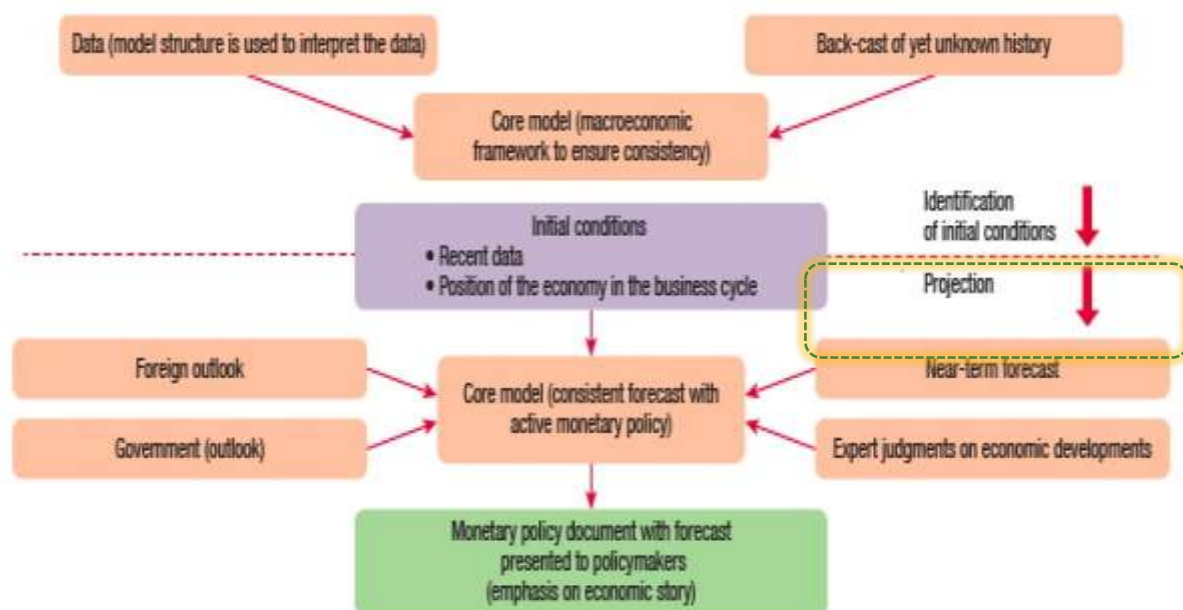 Data (model structure is used to interpret the data)
Back-cast of yet unknown history
Core model (macroeconomic
framework to ensure consistency)
Initial conditions
• Recent data
• Position of the economy in the business cycle
Identification
of initial conditions
Projection
Foreign outlook
Near-term forecast
Core model (consistent forecast with
active monetary policy)
Government (outlook)
Expert judgments on economic developments
Monetary policy document with forecast
presented to policymakers
(emphasis on economic story)